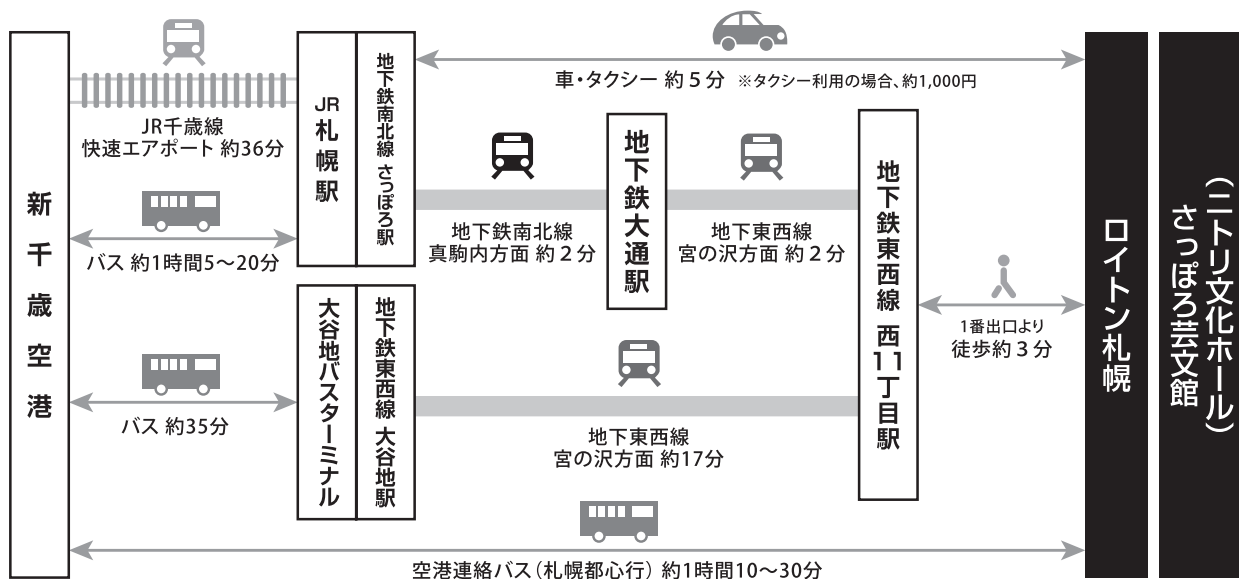 新千歳空港
JR千歳線
快速エアポート 約36分
バス 約1時間5〜20分
バス 約35分
JR札幌駅
地下鉄南北線 さっぽろ駅
大谷地バスターミナル
地下鉄東西線 大谷地駅
車・タクシー 約5分 ※タクシー利用の場合、約1,000円
地下鉄南北線
真駒内方面 約2分
地下鉄大通駅
地下東西線
宮の沢方面 約2分
地下東西線
宮の沢方面 約17分
地下鉄東西線 西11丁目駅
1番出口より
徒歩約3分
空港連絡バス(札幌都心行) 約1時間10〜30分
ロイトン札幌
(ニトリ文化ホール)
さっぽろ芸文館